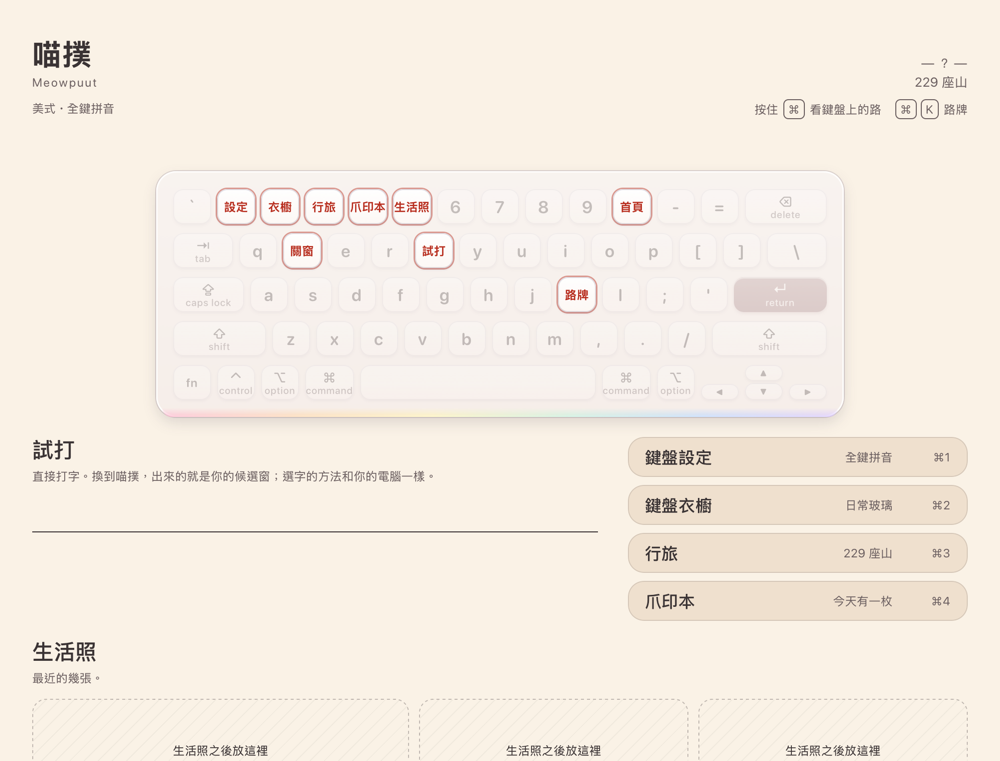 喵撲
Meowpuut
美式・全鍵拼音
— ? —
229 座山
按住 ⌘ 看鍵盤上的路 ⌘ K 路牌
` 設定 衣櫥 行旅 爪印本 生活照 6 7 8 9 首頁 - = delete
tab q 關窗 e r 試打 y u i o p [ ] \
caps lock a s d f g h j 路牌 l ; ' return
shift z x c v b n m , . / shift
fn control option command command option ◀ ▲ ▼ ▶
試打
直接打字。換到喵撲，出來的就是你的候選窗；選字的方法和你的電腦一樣。
鍵盤設定 全鍵拼音 ⌘1
鍵盤衣櫥 日常玻璃 ⌘2
行旅 229 座山 ⌘3
爪印本 今天有一枚 ⌘4
生活照
最近的幾張。
生活照之後放這裡 生活照之後放這裡 生活照之後放這裡